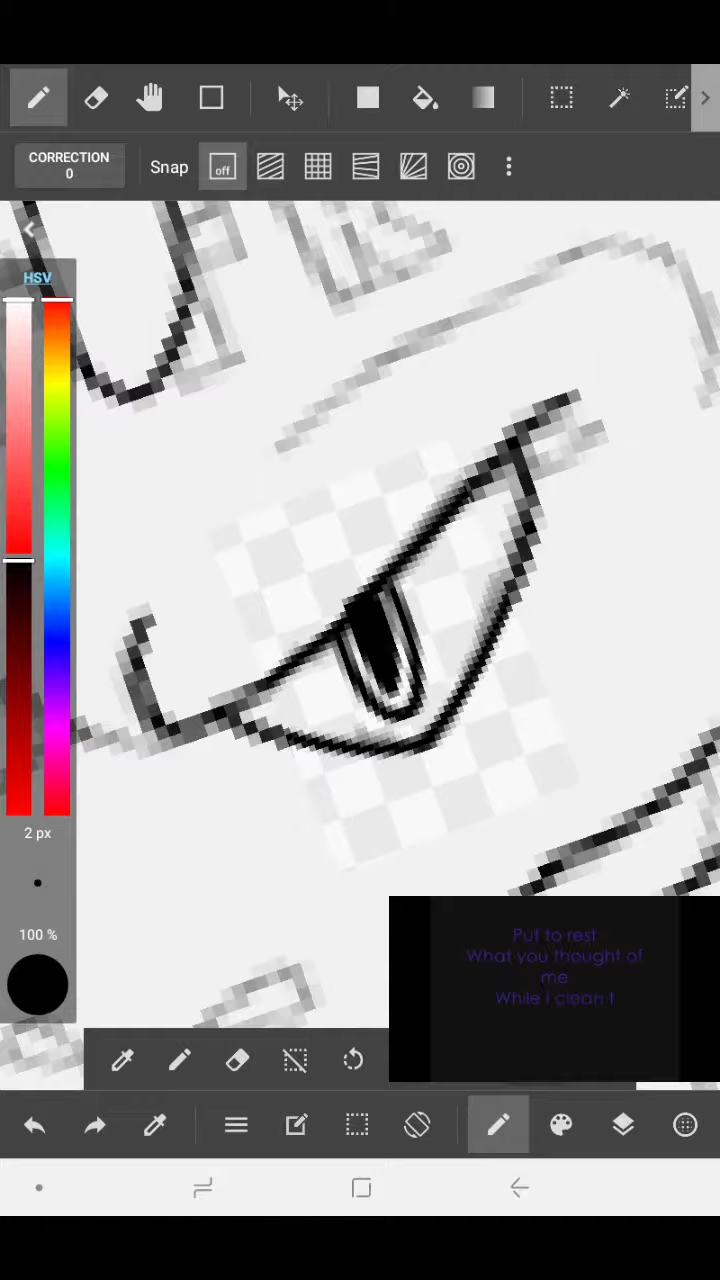 CORRECTION
0
Snap
off
HSV
2 px
100 %
Put to rest
What you thought of
me
While I clean t